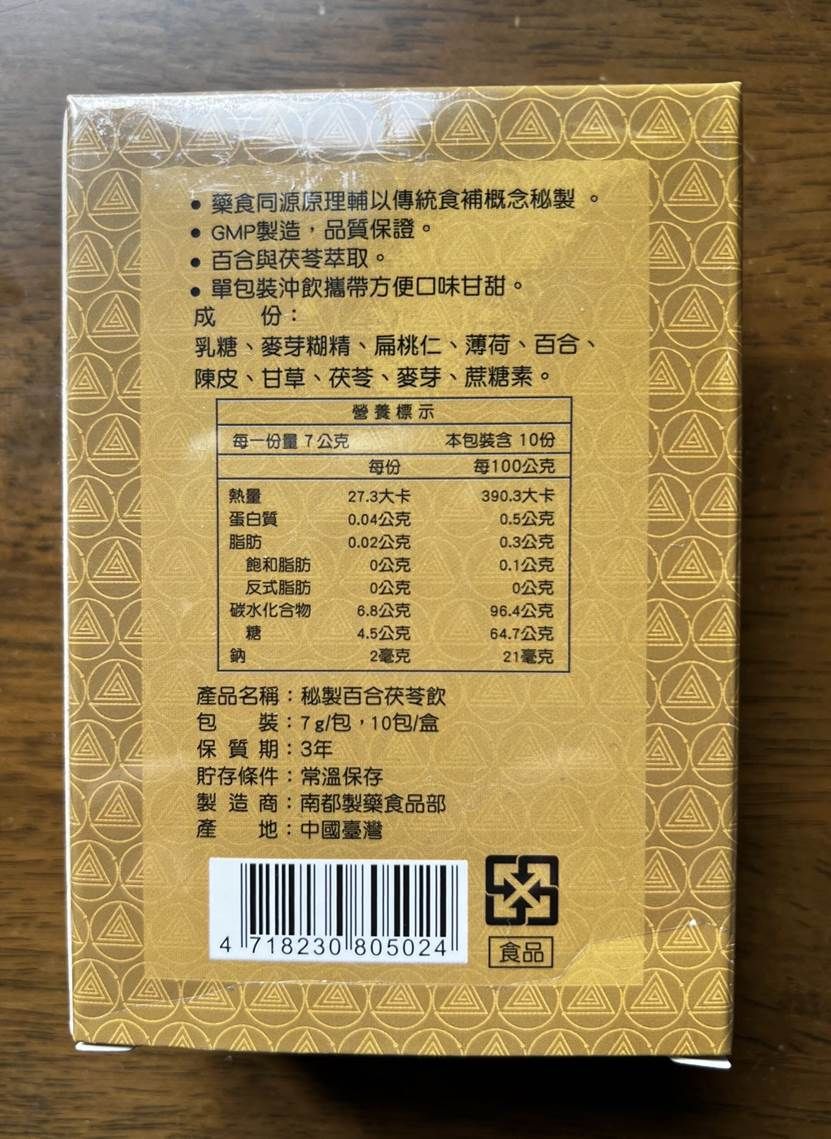 • 藥食同源原理輔以傳統食補概念秘製。
• GMP製造，品質保證。
• 百合與茯苓萃取。
• 單包裝沖飲攜帶方便口味甘甜。
成 份：
乳糖、麥芽糊精、扁桃仁、薄荷、百合、
陳皮、甘草、茯苓、麥芽、蔗糖素。
營養標示
每一份量 7公克 本包裝含 10份
每份 每100公克
熱量 27.3大卡 390.3大卡
蛋白質 0.04公克 0.5公克
脂肪 0.02公克 0.3公克
飽和脂肪 0公克 0.1公克
反式脂肪 0公克 0公克
碳水化合物 6.8公克 96.4公克
糖 4.5公克 64.7公克
鈉 2毫克 21毫克
產品名稱：秘製百合茯苓飲
包 裝：7g/包，10包/盒
保質期：3年
貯存條件：常溫保存
製造商：南都製藥食品部
產 地：中國臺灣
4 718230 805024
食品